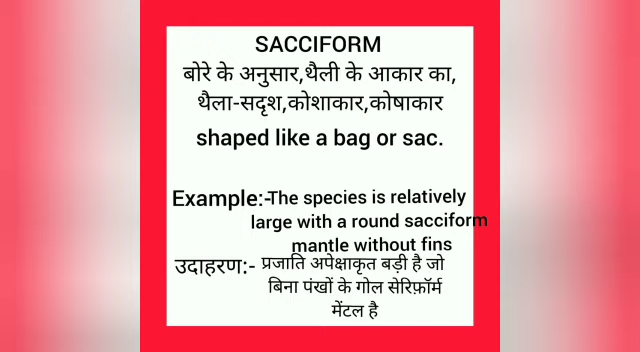 SACCIFORM
बोरे के अनुसार,थैली के आकार का,
थैला-सदृश,कोशाकार,कोषाकार
shaped like a bag or sac.
Example:-The species is relatively
large with a round sacciform
mantle without fins
उदाहरण:- प्रजाति अपेक्षाकृत बड़ी है जो
बिना पंखों के गोल सेरिफ़ॉर्म
मेंटल है